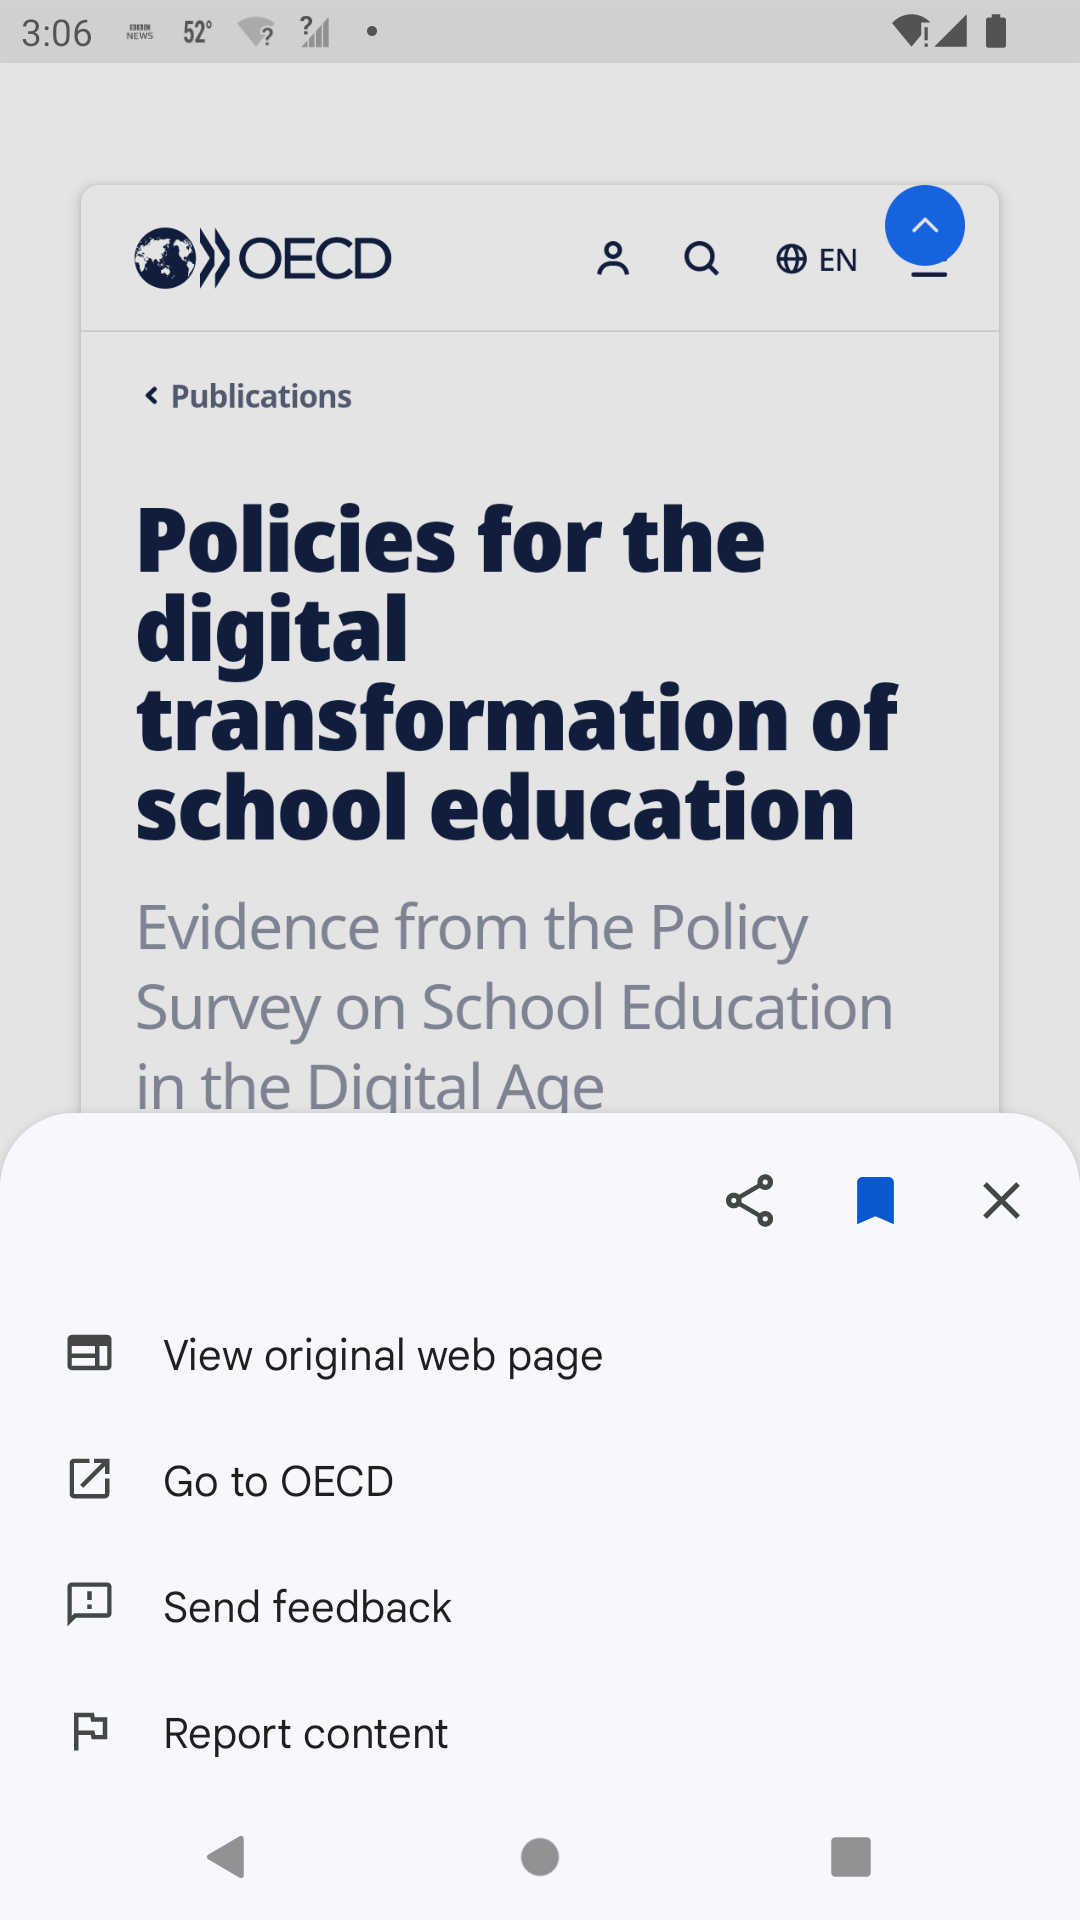 3:06
BBC NEWS
52°
OECD
EN
Publications
Policies for the
digital
transformation of
school education
Evidence from the Policy
Survey on School Education
in the Digital Age
View original web page
Go to OECD
Send feedback
Report content